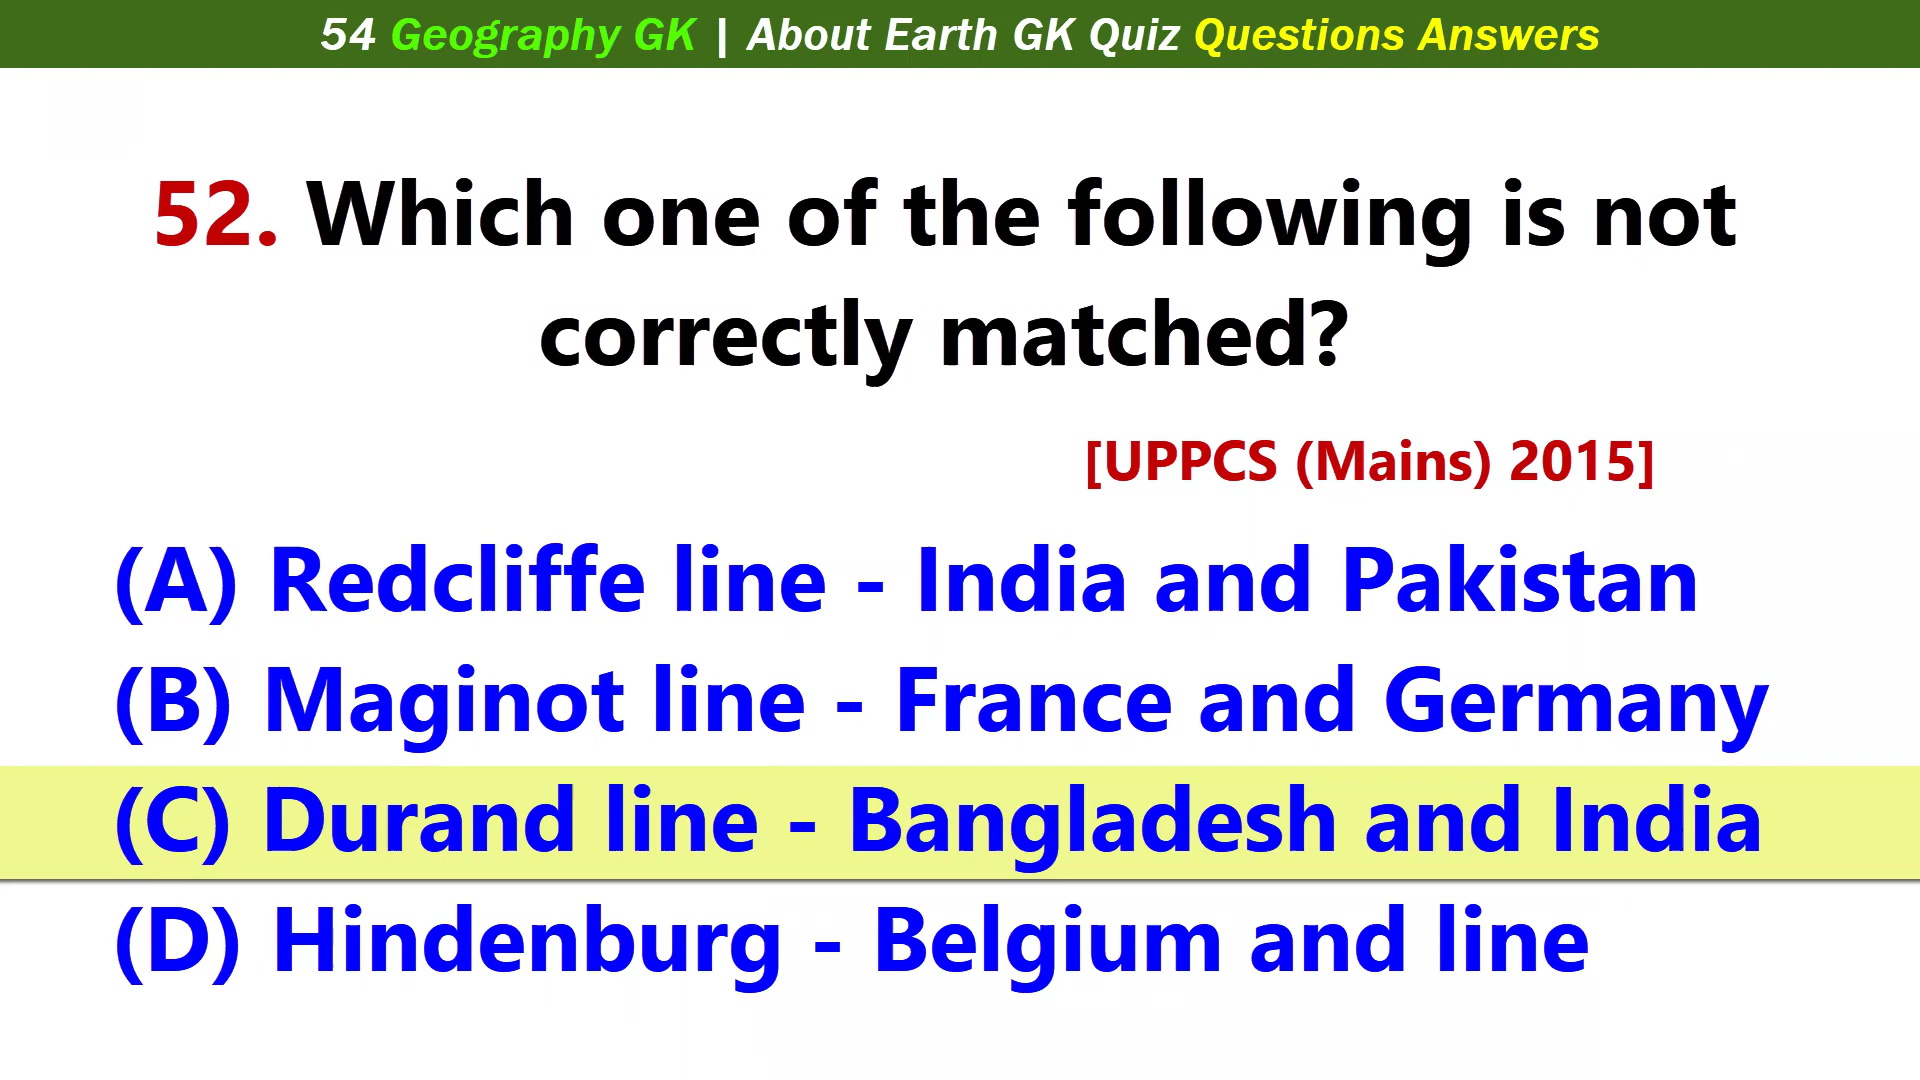 54 Geography GK | About Earth GK Quiz Questions Answers
52. Which one of the following is not
correctly matched?
[UPPCS (Mains) 2015]
(A) Redcliffe line - India and Pakistan
(B) Maginot line - France and Germany
(C) Durand line - Bangladesh and India
(D) Hindenburg - Belgium and line